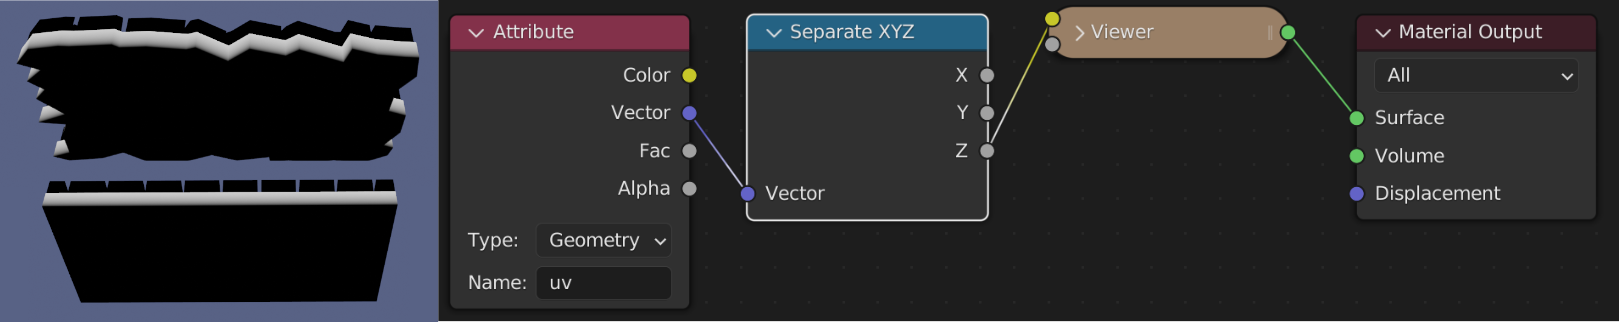 Attribute
Color
Vector
Fac
Alpha
Type: Geometry
Name: uv
Separate XYZ
X
Y
Z
Vector
Viewer
Material Output
All
Surface
Volume
Displacement